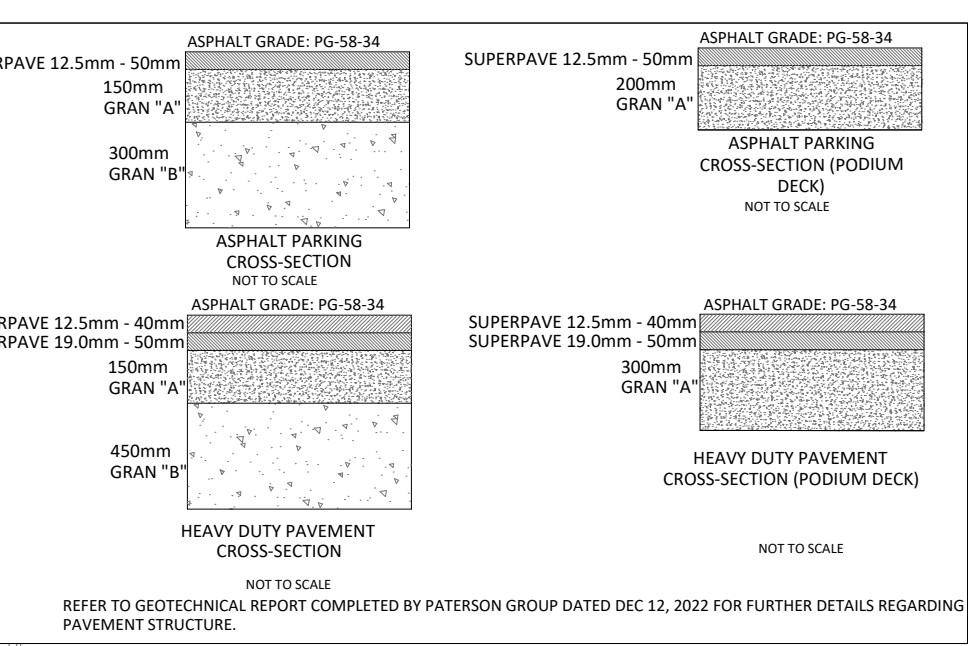 ASPHALT GRADE: PG-58-34
RPAVE 12.5mm - 50mm
150mm
GRAN "A"
300mm
GRAN "B"
ASPHALT PARKING
CROSS-SECTION
NOT TO SCALE
ASPHALT GRADE: PG-58-34
SUPERPAVE 12.5mm - 50mm
200mm
GRAN "A"
ASPHALT PARKING
CROSS-SECTION (PODIUM
DECK)
NOT TO SCALE
ASPHALT GRADE: PG-58-34
RPAVE 12.5mm - 40mm
RPAVE 19.0mm - 50mm
150mm
GRAN "A"
450mm
GRAN "B"
HEAVY DUTY PAVEMENT
CROSS-SECTION
NOT TO SCALE
ASPHALT GRADE: PG-58-34
SUPERPAVE 12.5mm - 40mm
SUPERPAVE 19.0mm - 50mm
300mm
GRAN "A"
HEAVY DUTY PAVEMENT
CROSS-SECTION (PODIUM DECK)
NOT TO SCALE
REFER TO GEOTECHNICAL REPORT COMPLETED BY PATERSON GROUP DATED DEC 12, 2022 FOR FURTHER DETAILS REGARDING
PAVEMENT STRUCTURE.